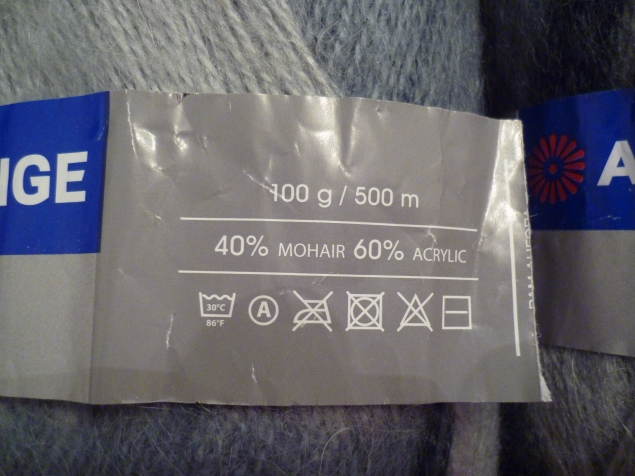 NGE
100 g / 500 m
40% MOHAIR 60% ACRYLIC
30°C
86°F
A
A